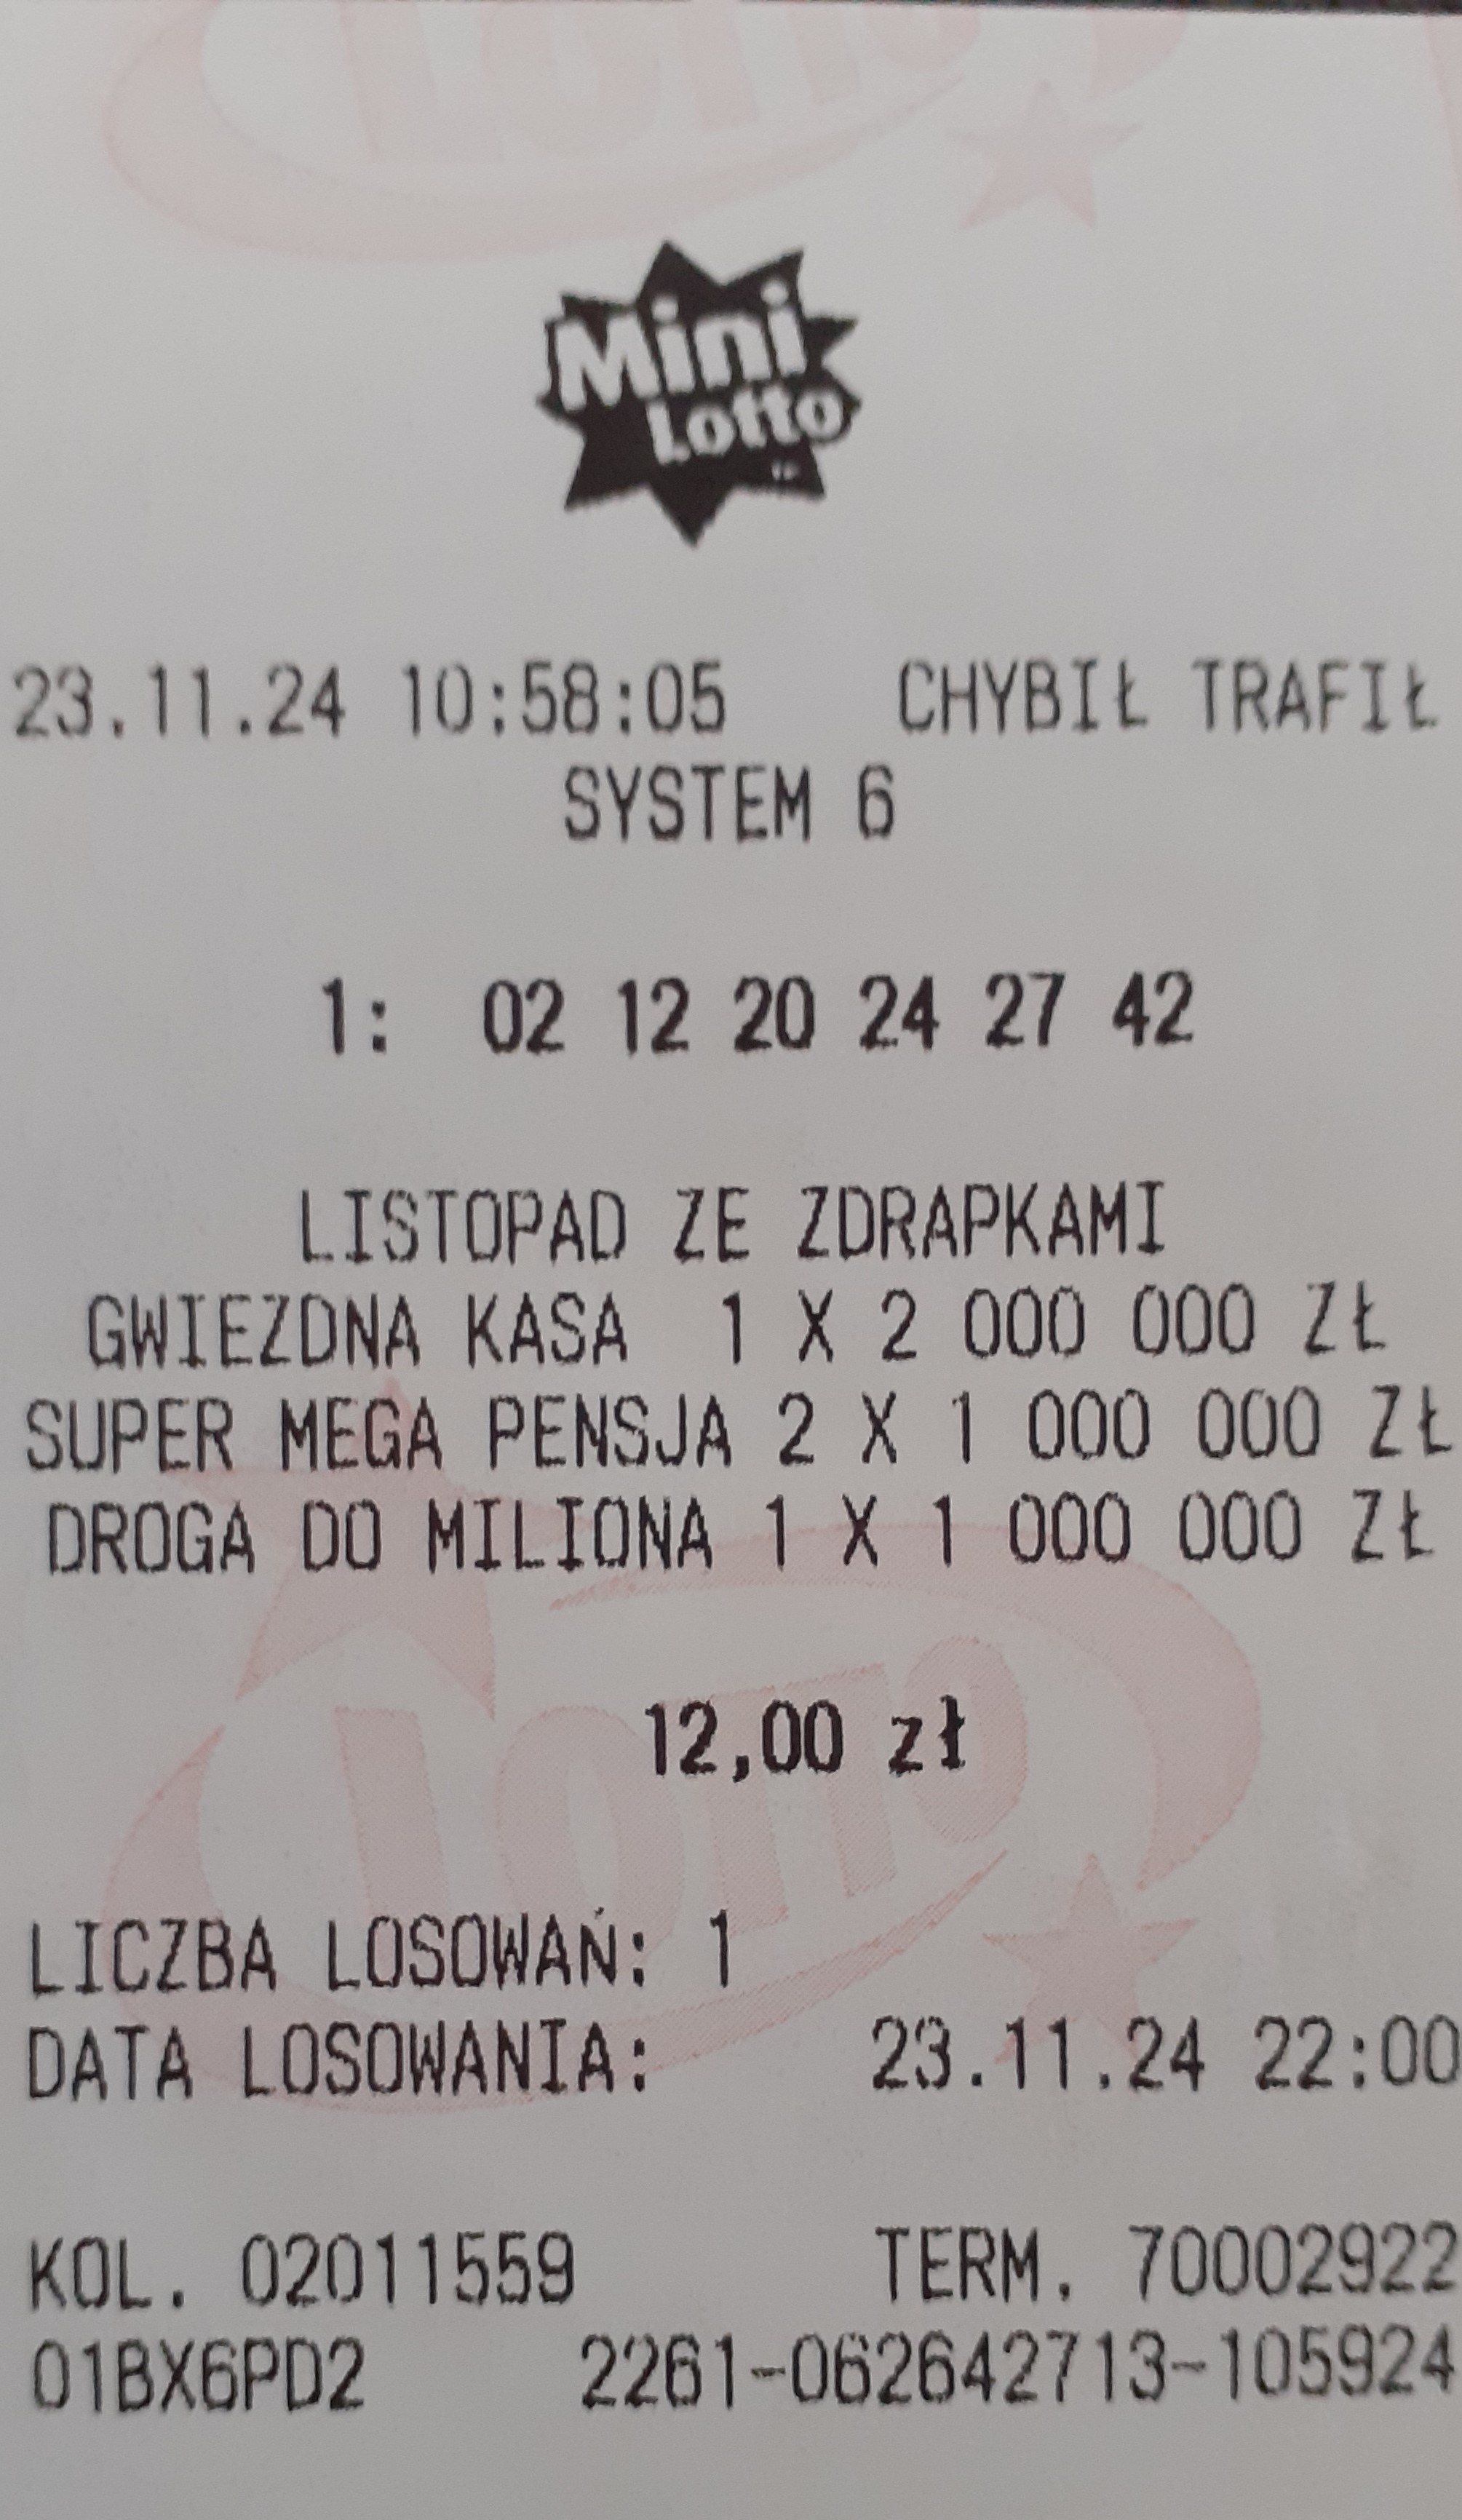 LOTTO
Mini
Lotto
23.11.24 10:58:05 CHYBIŁ TRAFIŁ
SYSTEM 6
1: 02 12 20 24 27 42
LISTOPAD ZE ZDRAPKAMI
GWIEZDNA KASA 1 X 2 000 000 ZŁ
SUPER MEGA PENSJA 2 X 1 000 000 ZŁ
DROGA DO MILIONA 1 X 1 000 000 ZŁ
LOTTO
12,00 zł
LICZBA LOSOWAŃ: 1
DATA LOSOWANIA: 23.11.24 22:00
KOL. 02011559 TERM. 70002922
01BX6PD2 2261-062642713-105924